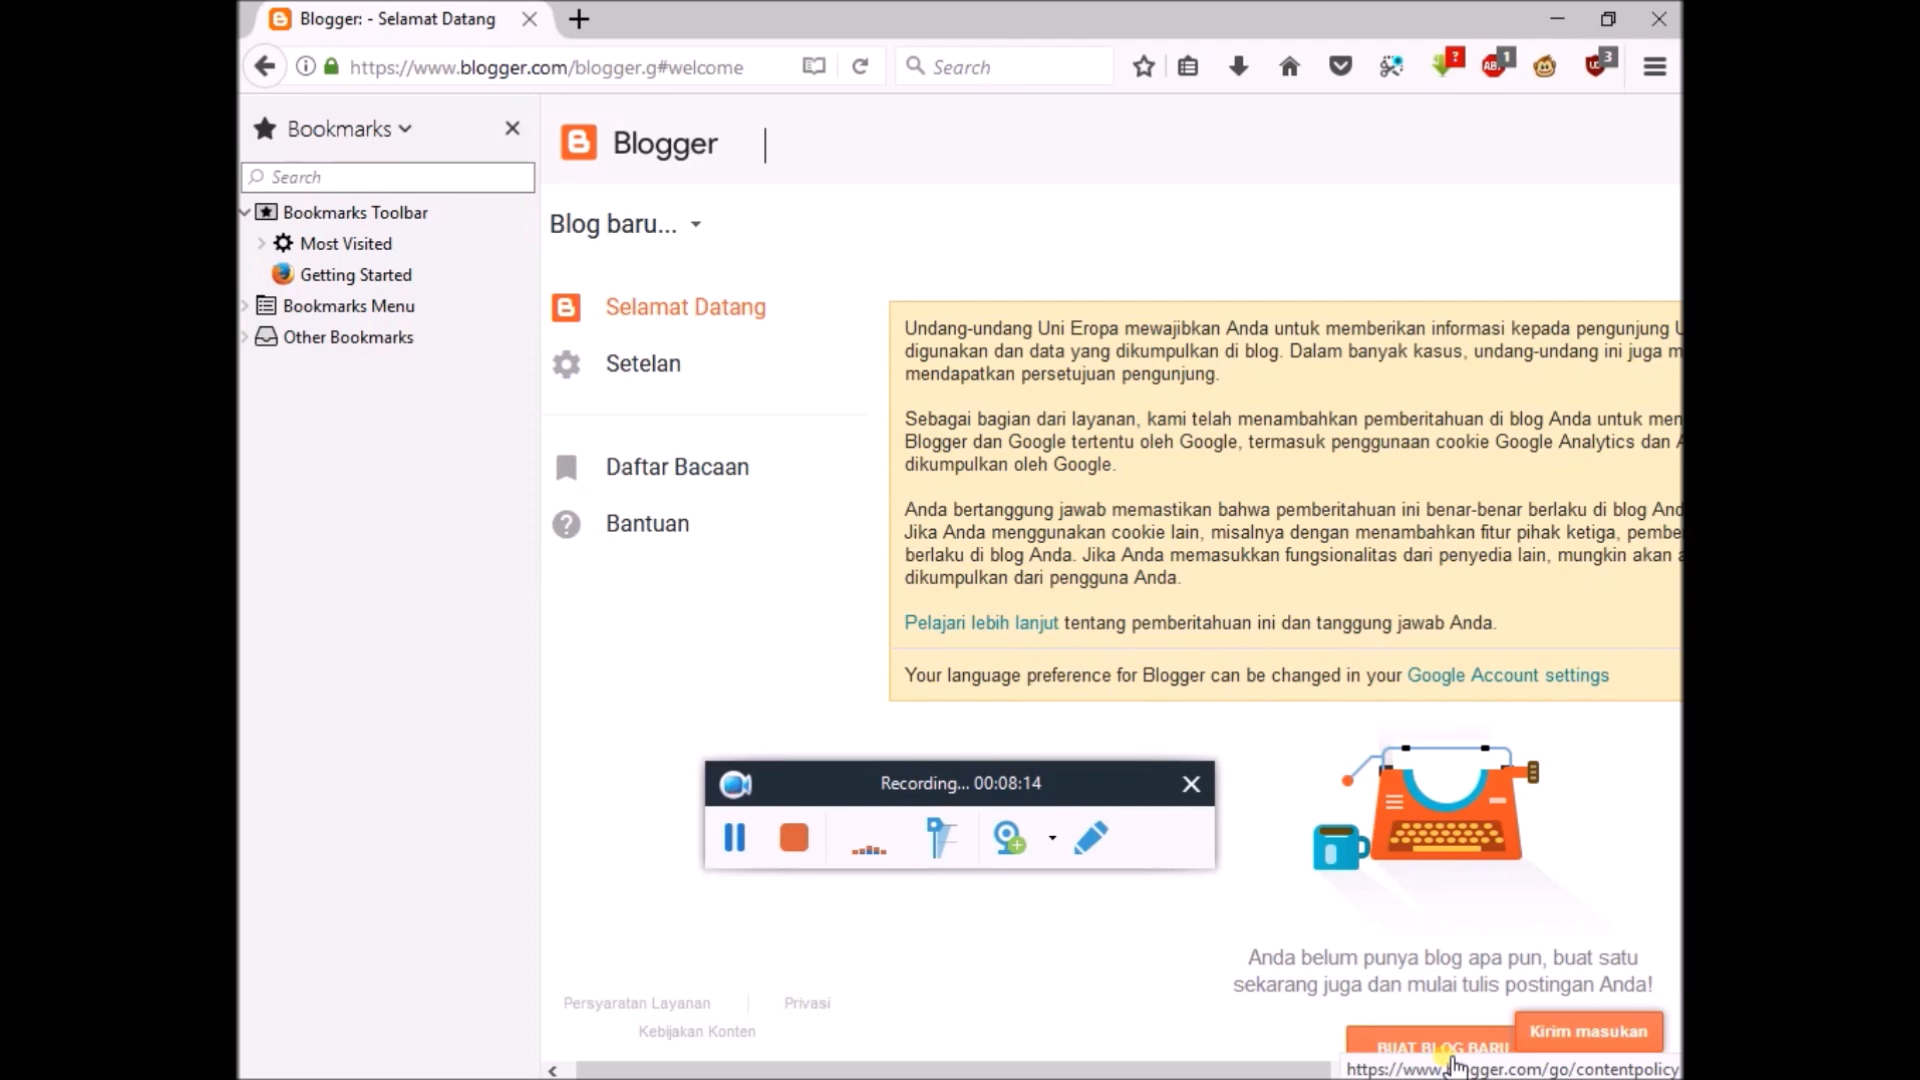 Blogger: - Selamat Datang
https://www.blogger.com/blogger.g#welcome
Search
?
ABP
1
3
Bookmarks
Search
Bookmarks Toolbar
Most Visited
Getting Started
Bookmarks Menu
Other Bookmarks
Blogger
Blog baru...
Selamat Datang
Setelan
Daftar Bacaan
Bantuan
Undang-undang Uni Eropa mewajibkan Anda untuk memberikan informasi kepada pengunjung
digunakan dan data yang dikumpulkan di blog. Dalam banyak kasus, undang-undang ini juga
mendapatkan persetujuan pengunjung.
Sebagai bagian dari layanan, kami telah menambahkan pemberitahuan di blog Anda untuk
Blogger dan Google tertentu oleh Google, termasuk penggunaan cookie Google Analytics dan
dikumpulkan oleh Google.
Anda bertanggung jawab memastikan bahwa pemberitahuan ini benar-benar berlaku di blog
Jika Anda menggunakan cookie lain, misalnya dengan menambahkan fitur pihak ketiga,
berlaku di blog Anda. Jika Anda memasukkan fungsionalitas dari penyedia lain, mungkin akan
dikumpulkan dari pengguna Anda.
Pelajari lebih lanjut tentang pemberitahuan ini dan tanggung jawab Anda.
Your language preference for Blogger can be changed in your Google Account settings
Recording... 00:08:14
Anda belum punya blog apa pun, buat satu
sekarang juga dan mulai tulis postingan Anda!
Persyaratan Layanan
Privasi
Kebijakan Konten
Kirim masukan
BUAT BLOG BARU